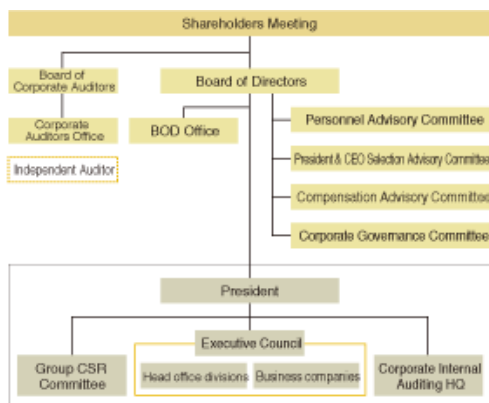 Shareholders Meeting
Board of
Corporate Auditors
Board of Directors
Corporate
Auditors Office
BOD Office
Personnel Advisory Committee
Independent Auditor
President & CEO Selection Advisory Committee
Compensation Advisory Committee
Corporate Governance Committee
President
Executive Council
Group CSR
Committee
Head office divisions
Business companies
Corporate Internal
Auditing HQ